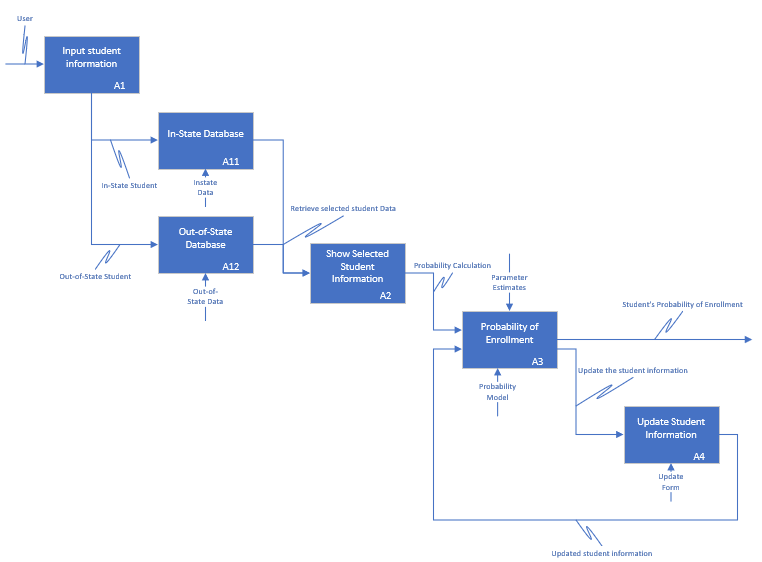 User
Input student
information
A1
In-State Database
A11
In-State Student
Instate
Data
Retrieve selected student Data
Out-of-State
Database
A12
Out-of-State Student
Out-of-
State Data
Show Selected
Student
Information
A2
Probability Calculation
Parameter
Estimates
Student's Probability of Enrollment
Probability of
Enrollment
A3
Probability
Model
Update the student information
Update Student
Information
A4
Update
Form
Updated student information